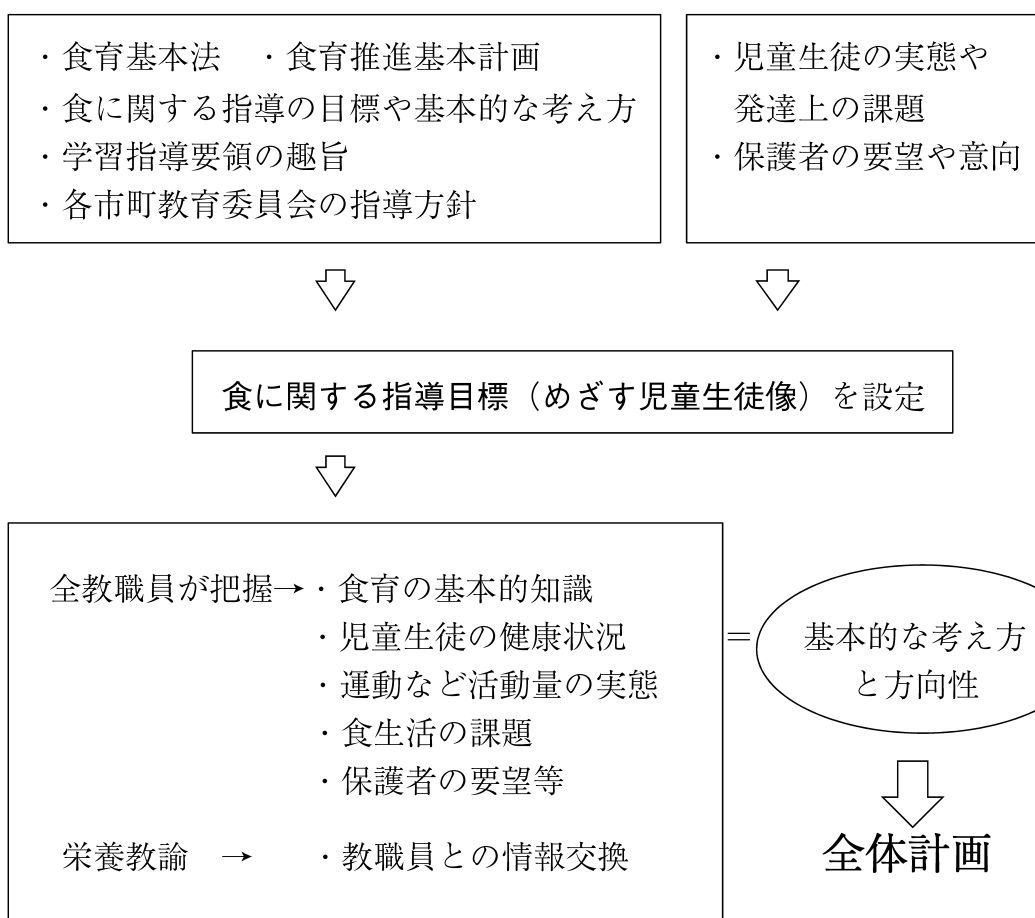 ・食育基本法　・食育推進基本計画
・食に関する指導の目標や基本的な考え方
・学習指導要領の趣旨
・各市町教育委員会の指導方針
・児童生徒の実態や
発達上の課題
・保護者の要望や意向
食に関する指導目標（めざす児童生徒像）を設定
全教職員が把握→・食育の基本的知識
・児童生徒の健康状況
・運動など活動量の実態
・食生活の課題
・保護者の要望等
栄養教諭　→　・教職員との情報交換
＝
基本的な考え方
と方向性
全体計画